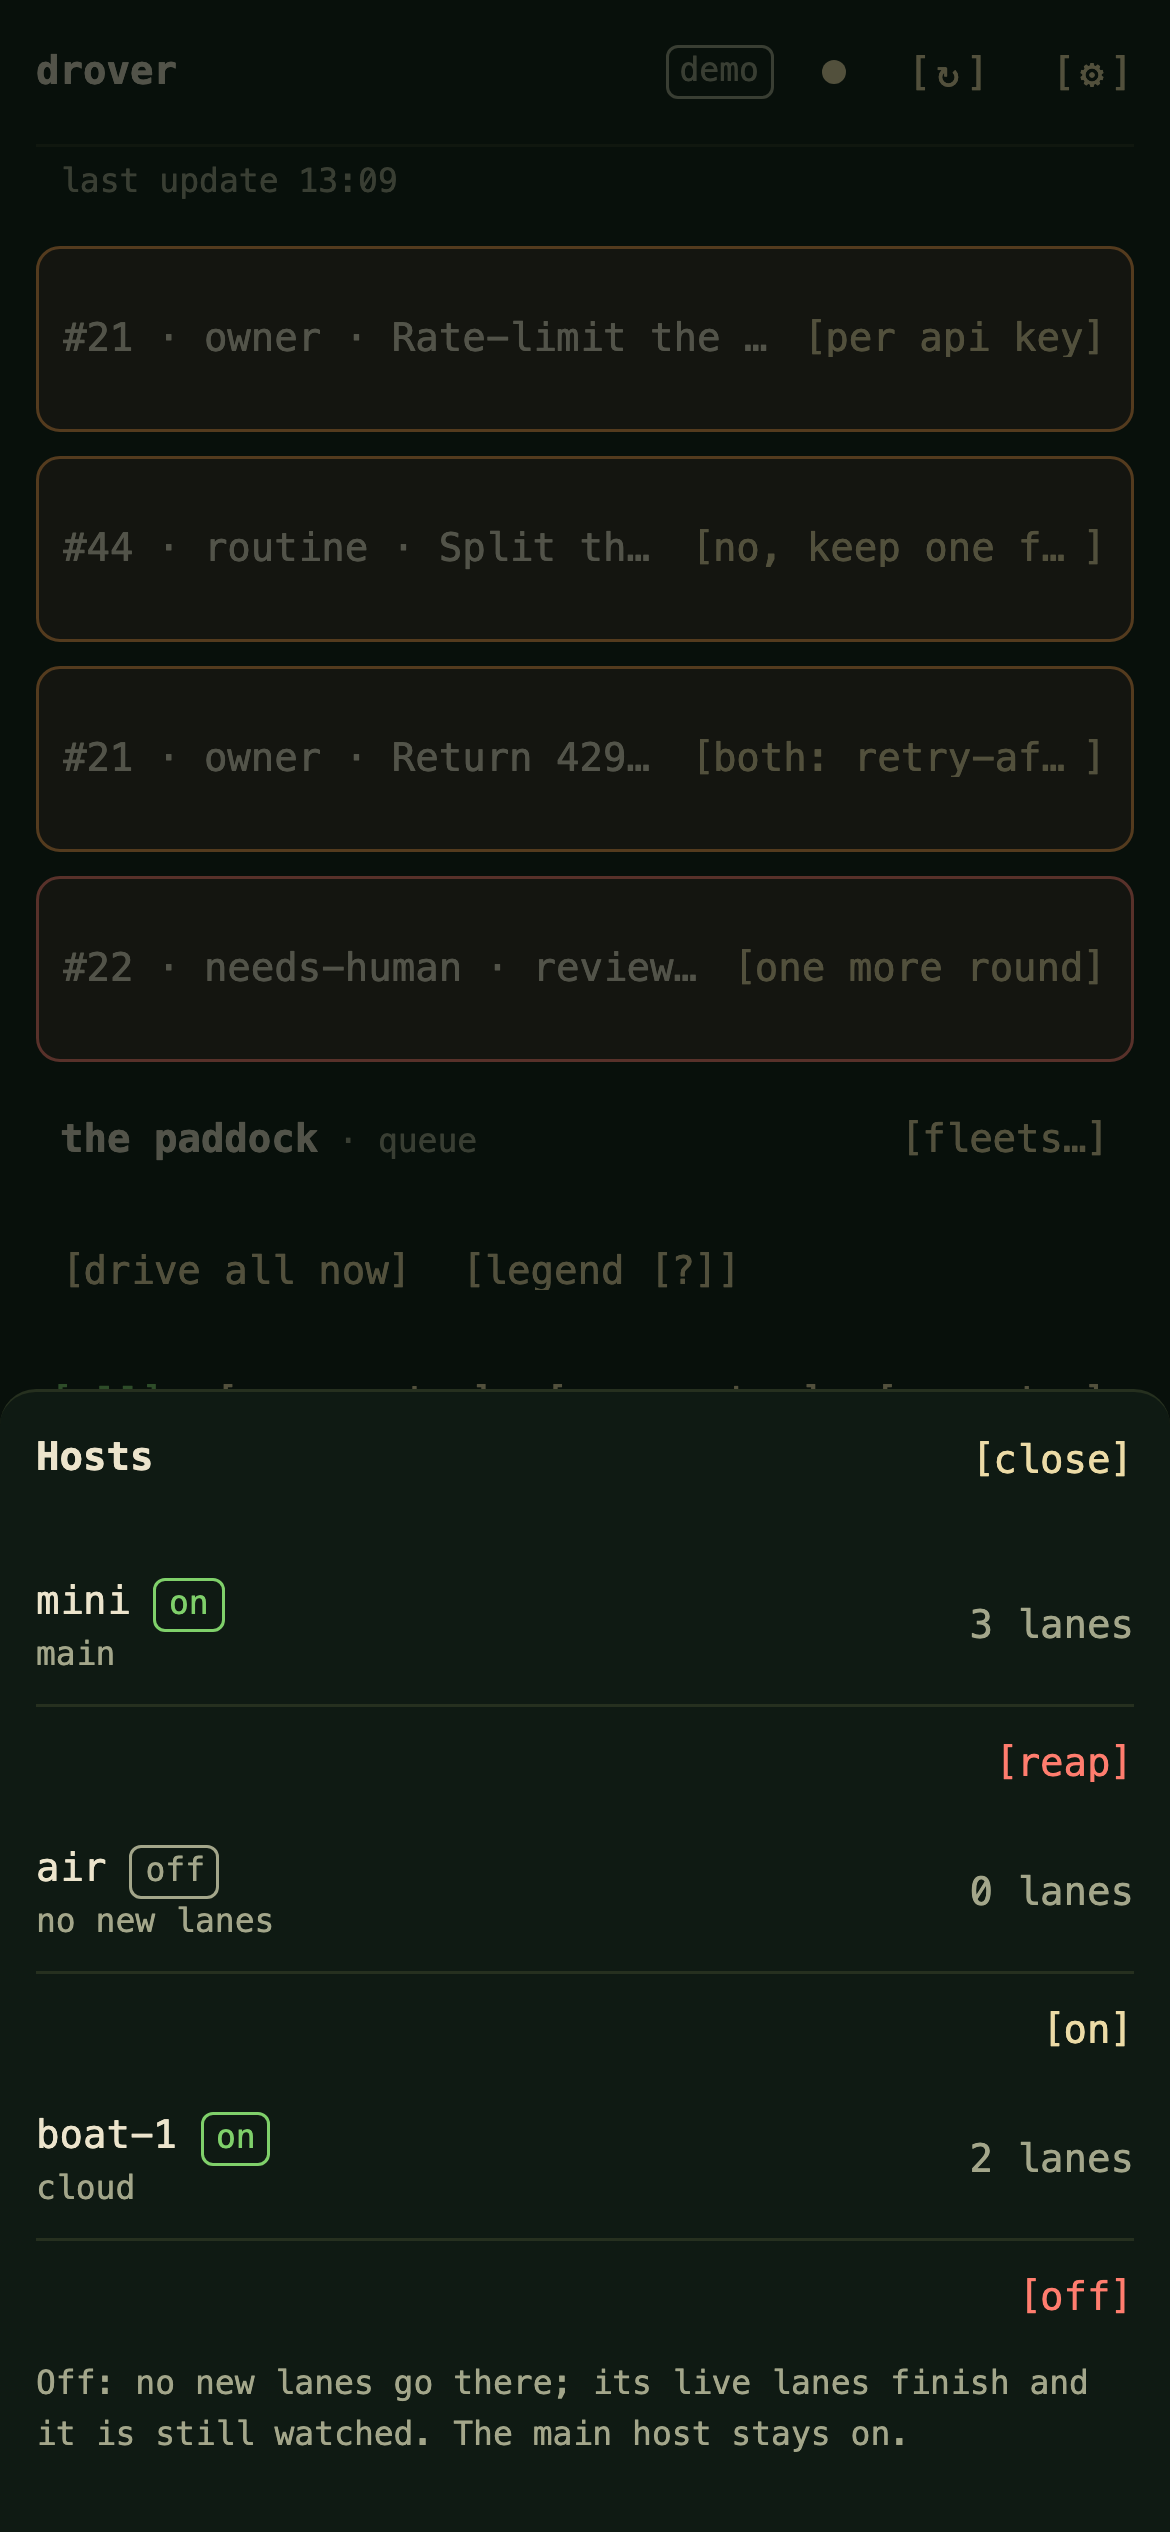 drover demo [↻] [⚙]
last update 13:09
#21 · owner · Rate-limit the … [per api key]
#44 · routine · Split th… [no, keep one f… ]
#21 · owner · Return 429… [both: retry-af… ]
#22 · needs-human · review… [one more round]
the paddock · queue [fleets…]
[drive all now] [legend [?]]
Hosts [close]
mini on
main
3 lanes
[reap]
air off
no new lanes
0 lanes
[on]
boat-1 on
cloud
2 lanes
[off]
Off: no new lanes go there; its live lanes finish and
it is still watched. The main host stays on.